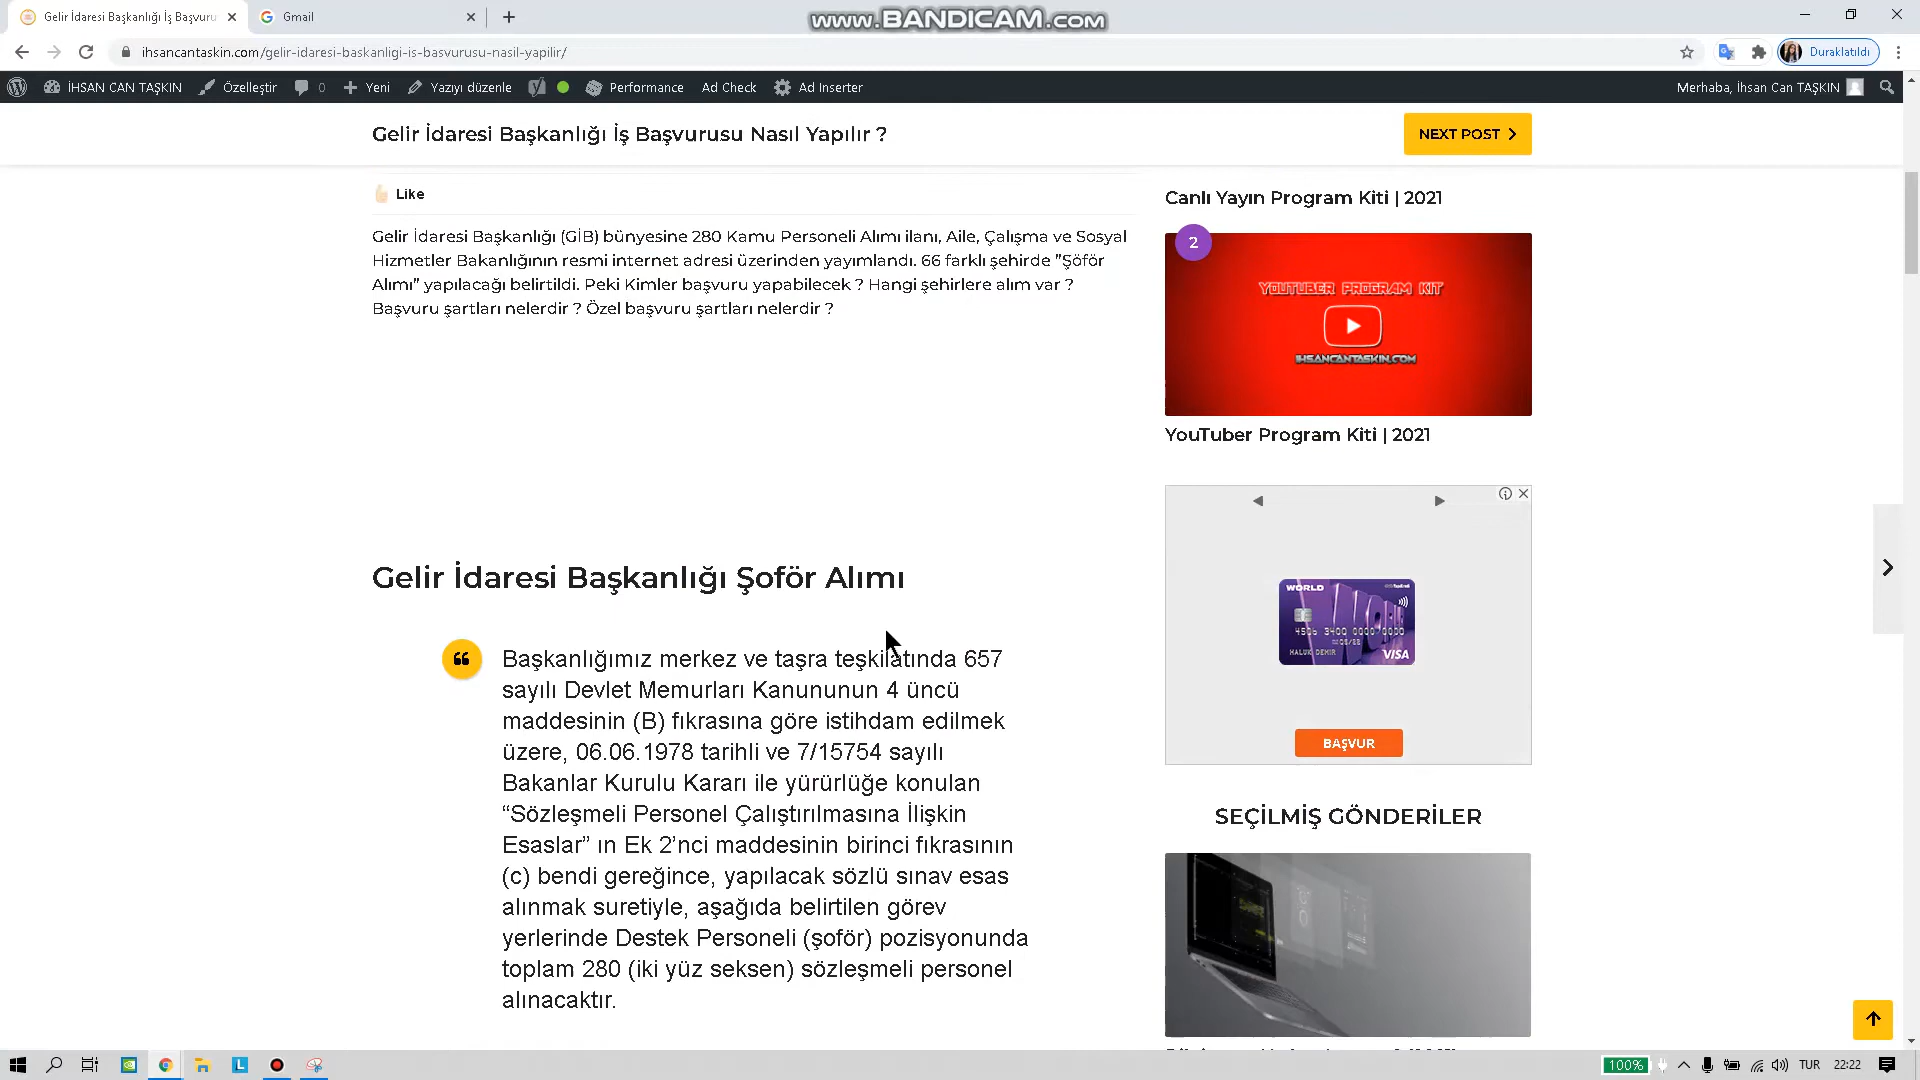 Gelir İdaresi Başkanlığı İş Başvuru
Gmail
www.BANDICAM.com
ihsancantaskin.com/gelir-idaresi-baskanligi-is-basvurusu-nasil-yapilir/
Duraklatıldı
İHSAN CAN TAŞKIN
Özelleştir
0
Yeni
Yazıyı düzenle
Performance
Ad Check
Ad Inserter
Merhaba, İhsan Can TAŞKIN
Gelir İdaresi Başkanlığı İş Başvurusu Nasıl Yapılır ?
NEXT POST
Like
Gelir İdaresi Başkanlığı (GİB) bünyesine 280 Kamu Personeli Alımı ilanı, Aile, Çalışma ve Sosyal
Hizmetler Bakanlığının resmi internet adresi üzerinden yayımlandı. 66 farklı şehirde ”Şöför
Alımı” yapılacağı belirtildi. Peki Kimler başvuru yapabilecek ? Hangi şehirlere alım var ?
Başvuru şartları nelerdir ? Özel başvuru şartları nelerdir ?
Gelir İdaresi Başkanlığı Şoför Alımı
Başkanlığımız merkez ve taşra teşkilatında 657
sayılı Devlet Memurları Kanununun 4 üncü
maddesinin (B) fıkrasına göre istihdam edilmek
üzere, 06.06.1978 tarihli ve 7/15754 sayılı
Bakanlar Kurulu Kararı ile yürürlüğe konulan
“Sözleşmeli Personel Çalıştırılmasına İlişkin
Esaslar” ın Ek 2’nci maddesinin birinci fıkrasının
(c) bendi gereğince, yapılacak sözlü sınav esas
alınmak suretiyle, aşağıda belirtilen görev
yerlerinde Destek Personeli (şoför) pozisyonunda
toplam 280 (iki yüz seksen) sözleşmeli personel
alınacaktır.
Canlı Yayın Program Kiti | 2021
2
YOUTUBER PROGRAM KIT
IHSANCANTASKIN.COM
YouTuber Program Kiti | 2021
WORLD
4506 3400 0000 0000
HALUK DEMIR
VISA
BAŞVUR
SEÇİLMİŞ GÖNDERİLER
100%
TUR
22:22